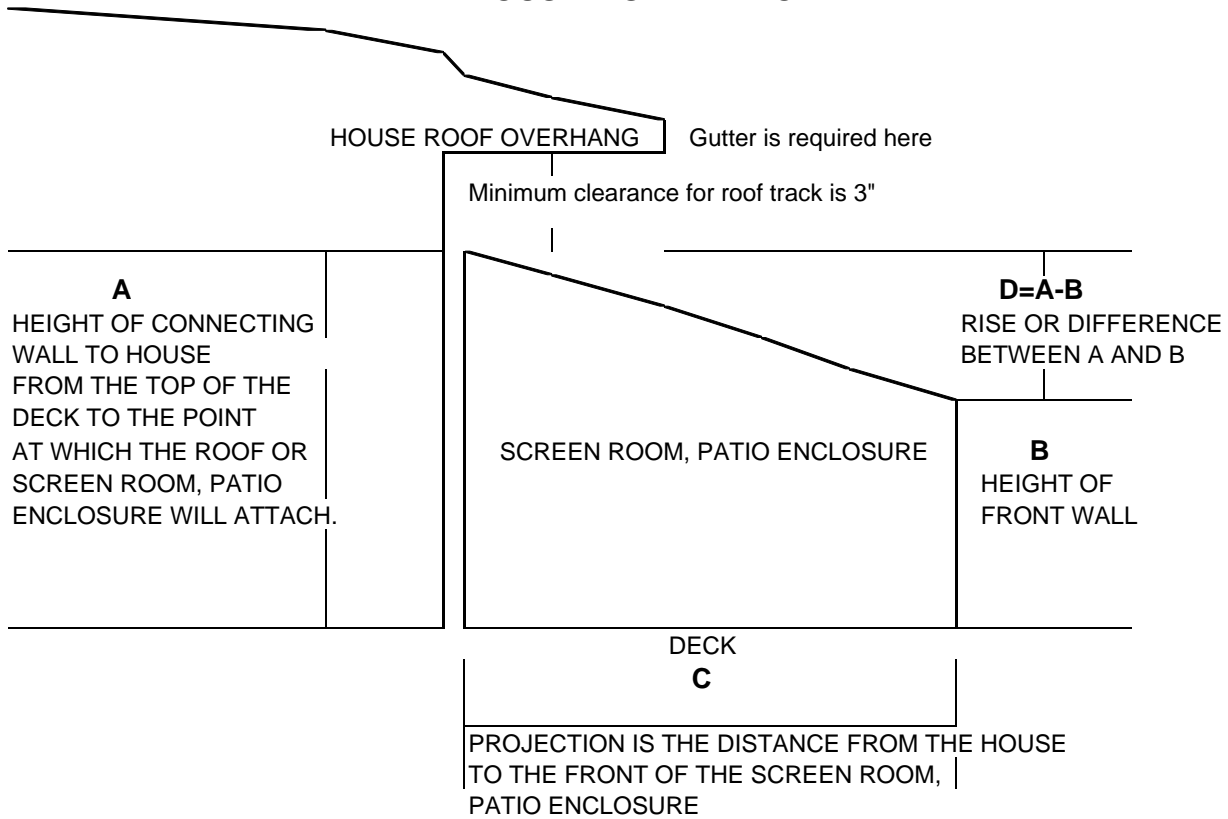 HOUSE ROOF OVERHANG
Gutter is required here
Minimum clearance for roof track is 3"
A
HEIGHT OF CONNECTING
WALL TO HOUSE
FROM THE TOP OF THE
DECK TO THE POINT
AT WHICH THE ROOF OR
SCREEN ROOM, PATIO
ENCLOSURE WILL ATTACH.
D=A-B
RISE OR DIFFERENCE
BETWEEN A AND B
SCREEN ROOM, PATIO ENCLOSURE
B
HEIGHT OF
FRONT WALL
DECK
C
PROJECTION IS THE DISTANCE FROM THE HOUSE
TO THE FRONT OF THE SCREEN ROOM,
PATIO ENCLOSURE